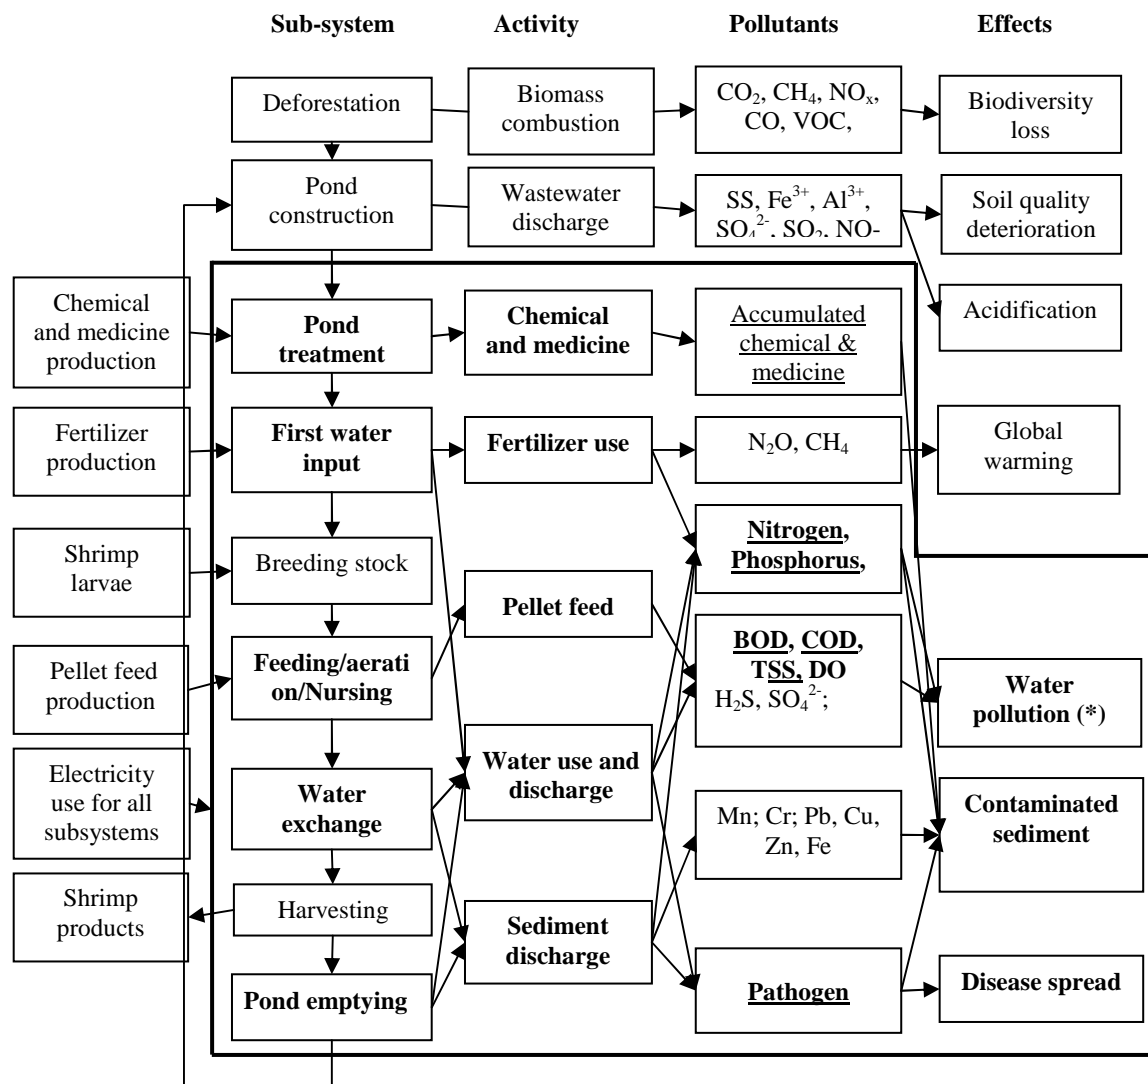 Sub-system
Activity
Pollutants
Effects
Deforestation
Biomass
combustion
CO₂, CH₄, NOₓ,
CO, VOC,
Biodiversity
loss
Pond
construction
Wastewater
discharge
SS, Fe³⁺, Al³⁺,
SO₄²⁻, SO₂, NO-
Soil quality
deterioration
Acidification
Chemical
and medicine
production
Pond
treatment
Chemical
and medicine
Accumulated
chemical &
medicine
Fertilizer
production
First water
input
Fertilizer use
N₂O, CH₄
Global
warming
Shrimp
larvae
Breeding stock
Nitrogen,
Phosphorus,
Pellet feed
production
Feeding/aerati
on/Nursing
Pellet feed
BOD, COD,
TSS, DO
H₂S, SO₄²⁻;
Water
pollution (*)
Electricity
use for all
subsystems
Water
exchange
Water use and
discharge
Mn; Cr; Pb, Cu,
Zn, Fe
Contaminated
sediment
Shrimp
products
Harvesting
Sediment
discharge
Pond emptying
Pathogen
Disease spread